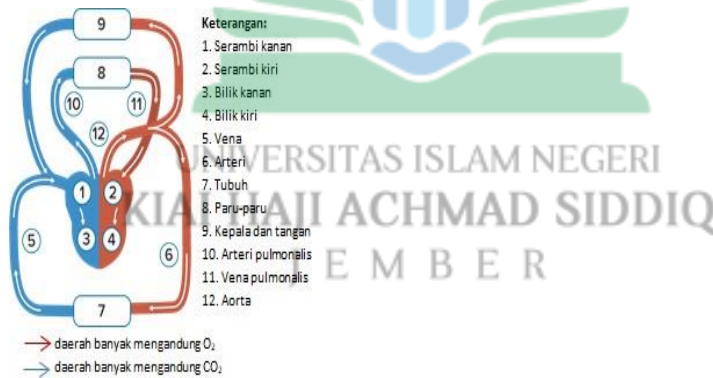 9
8
10
11
12
1
2
3
4
5
6
7
Keterangan:
1. Serambi kanan
2. Serambi kiri
3. Bilik kanan
4. Bilik kiri
5. Vena
6. Arteri
7. Tubuh
8. Paru-paru
9. Kepala dan tangan
10. Arteri pulmonalis
11. Vena pulmonalis
12. Aorta
daerah banyak mengandung O₂
daerah banyak mengandung CO₂
UNIVERSITAS ISLAM NEGERI
KIAI HAJI ACHMAD SIDDIQ
JEMBER